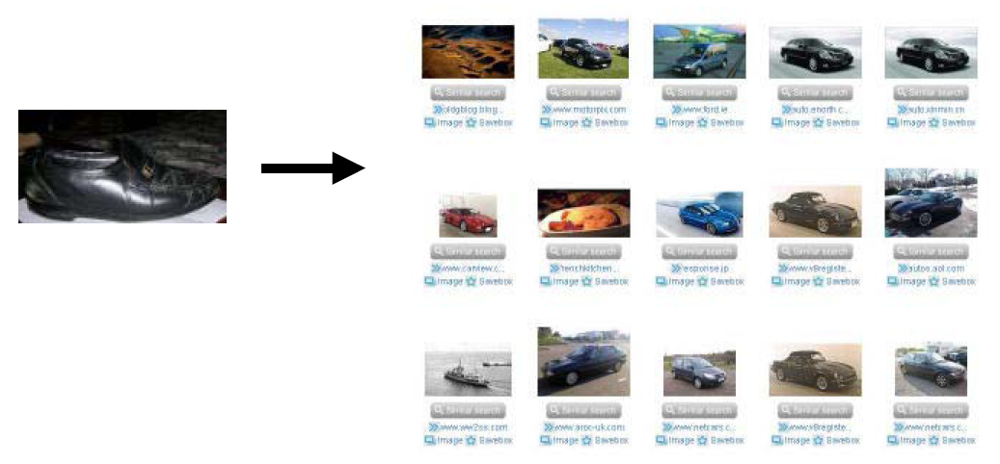 Similar search Similar search Similar search Similar search Similar search
oldgblog.blog... www.motorpix.com www.ford.ie auto.enorth.c... auto.xinmin.cn
Image Savebox Image Savebox Image Savebox Image Savebox Image Savebox
Similar search Similar search Similar search Similar search Similar search
www.carview.c... frenchkitchen... response.jp www.v8registe... autos.aol.com
Image Savebox Image Savebox Image Savebox Image Savebox Image Savebox
Similar search Similar search Similar search Similar search Similar search
www.ww2sx.com www.aroc-uk.com www.netcars.c... www.v8registe... www.netcars.c...
Image Savebox Image Savebox Image Savebox Image Savebox Image Savebox